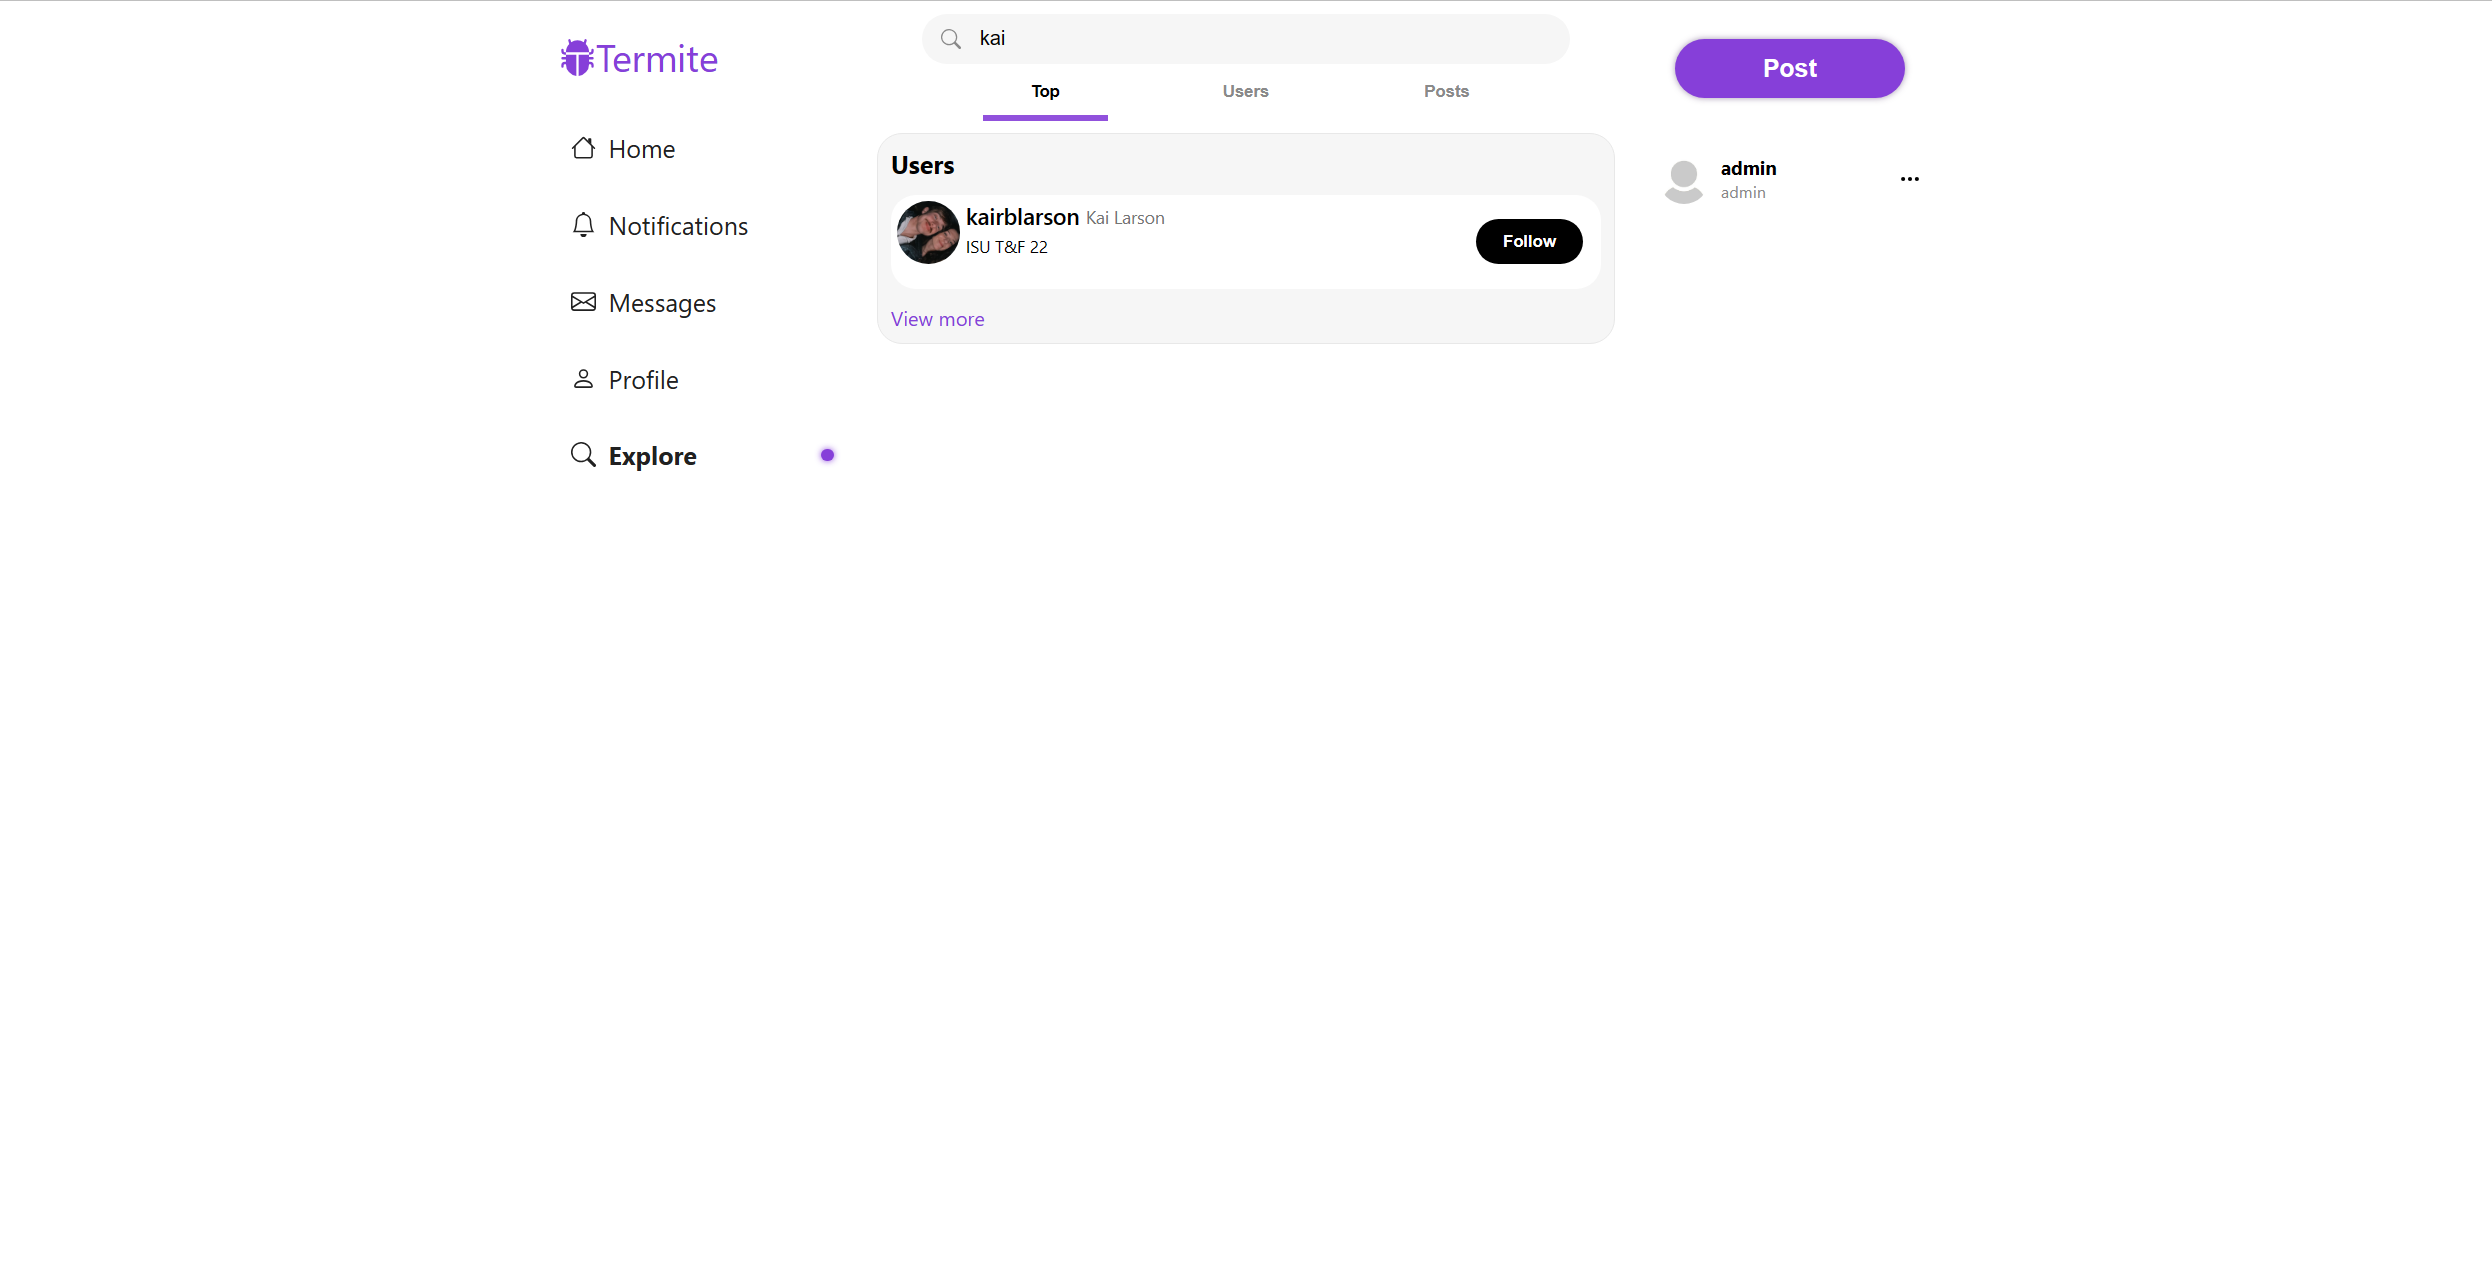 Termite
Home
Notifications
Messages
Profile
Explore
kai
Top Users Posts
Users
kairblarson Kai Larson
ISU T&F 22
Follow
View more
Post
admin
admin